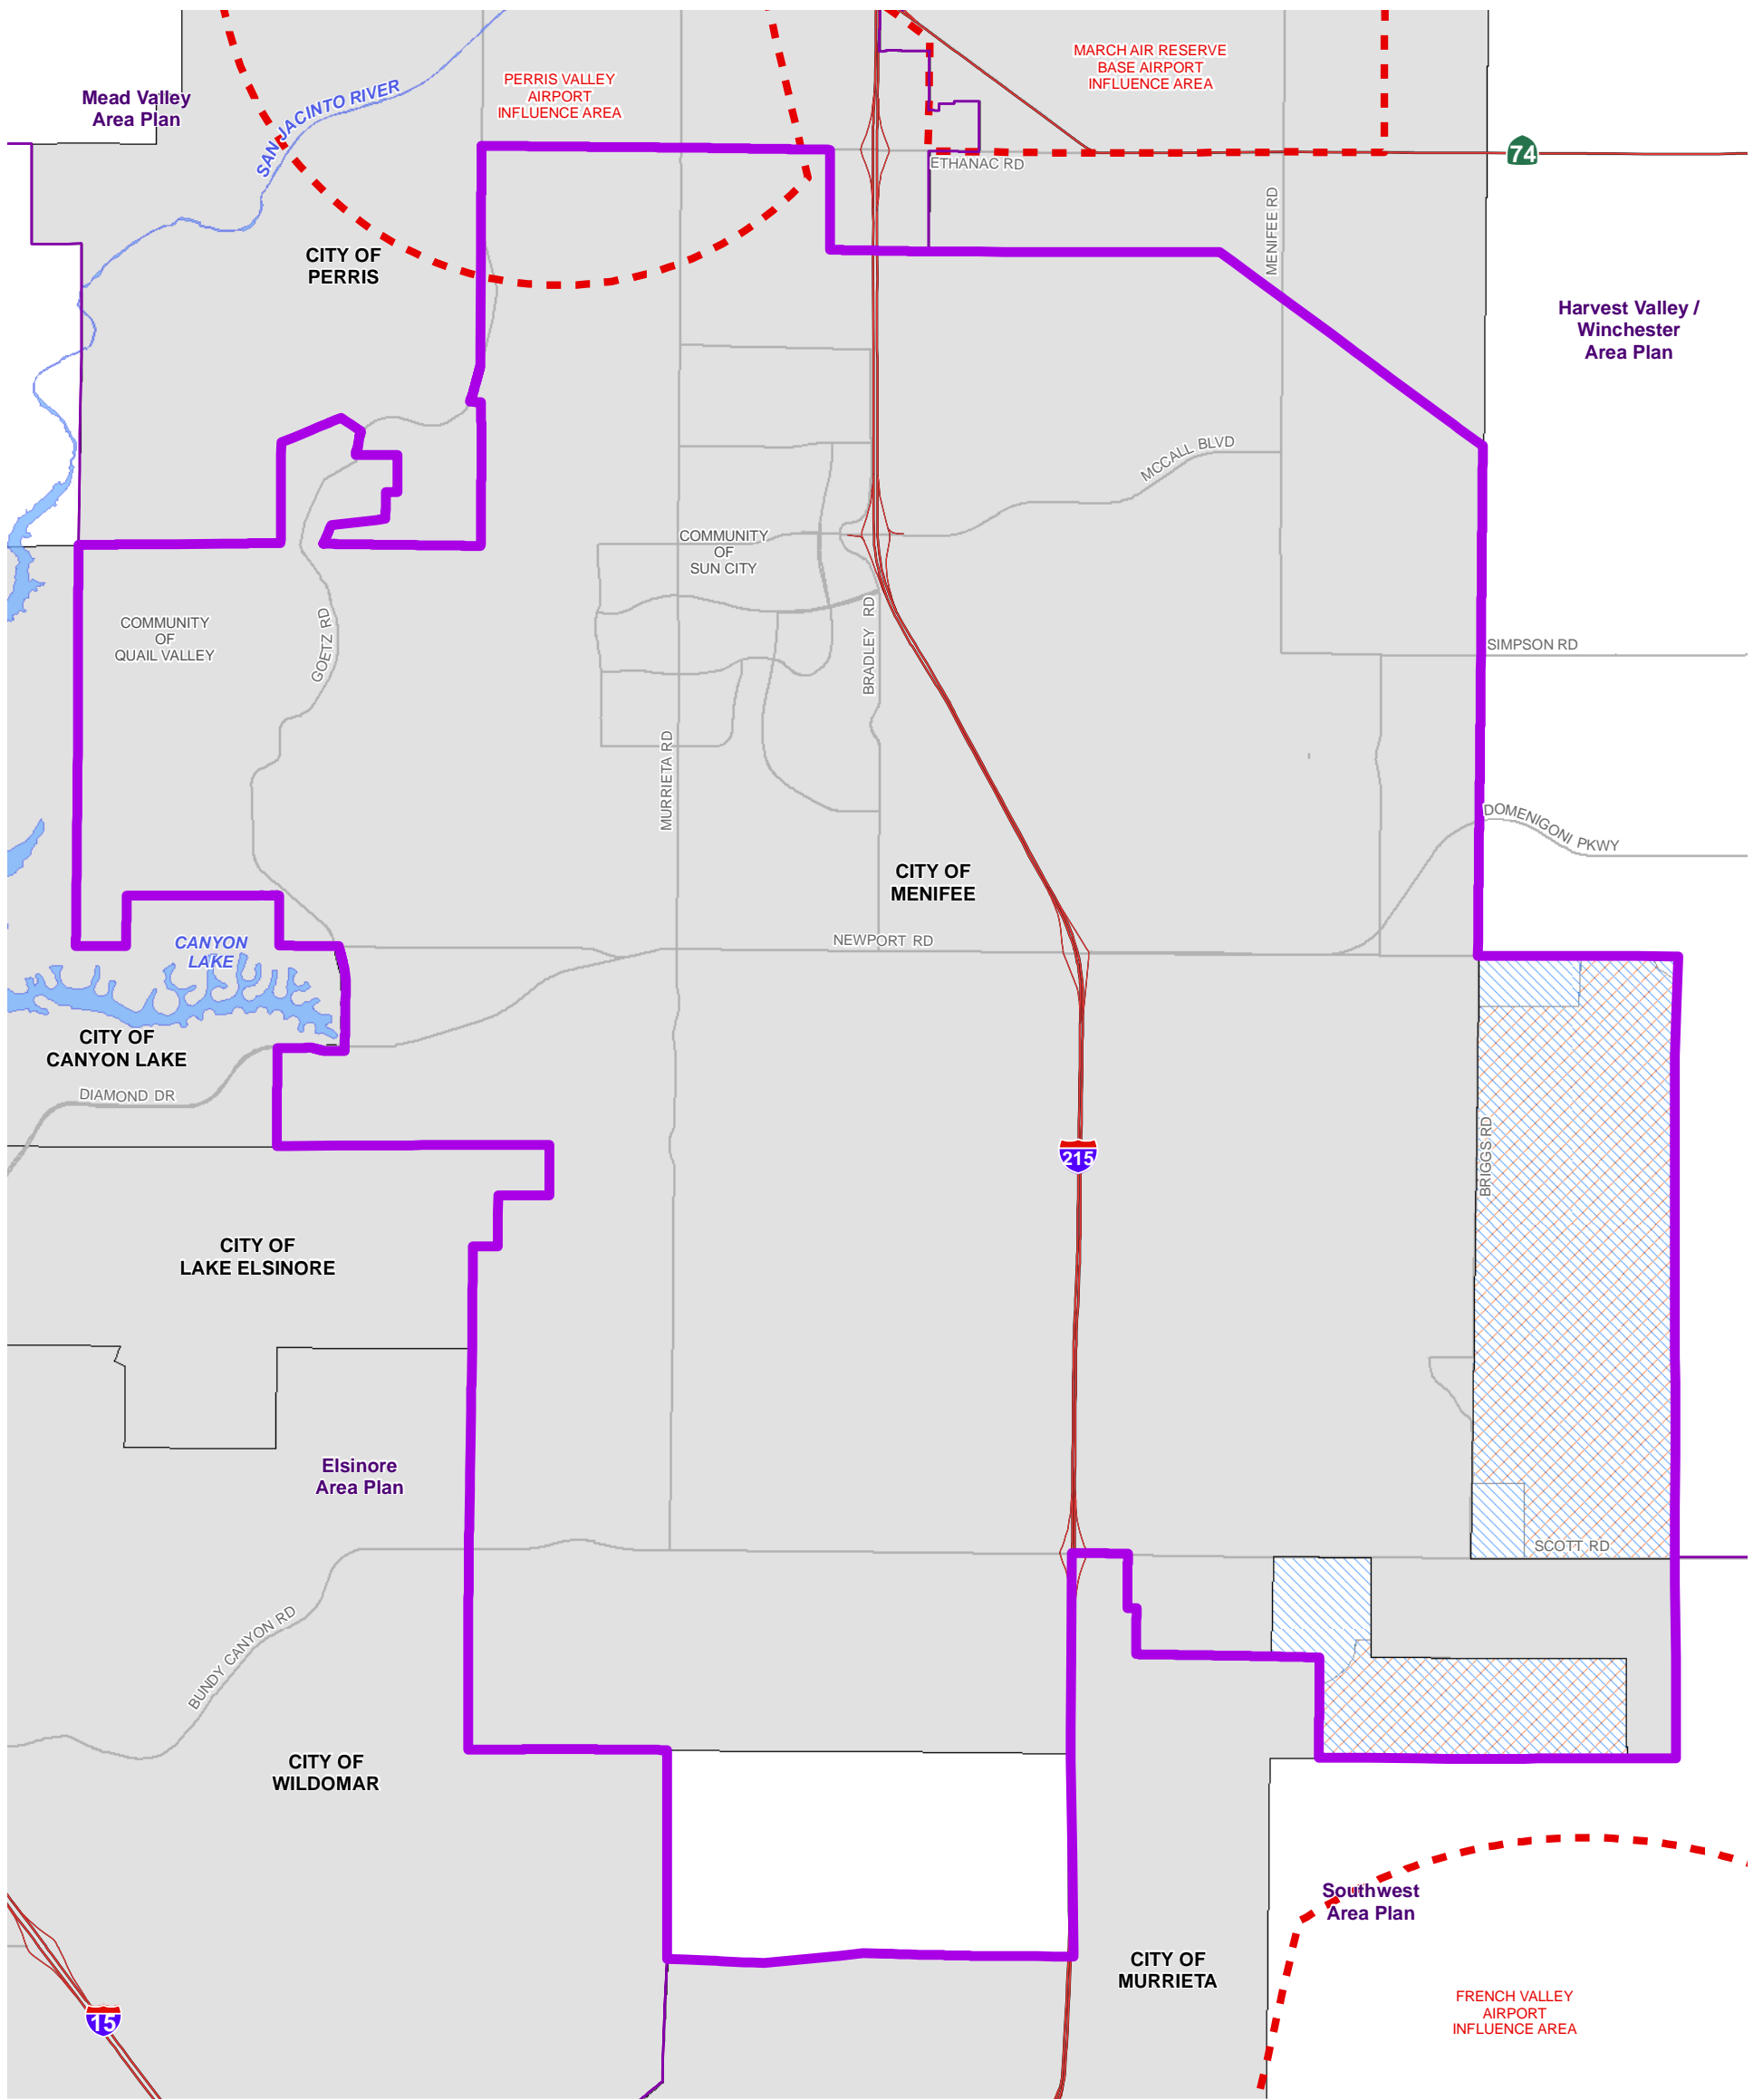 MARCH AIR RESERVE
BASE AIRPORT
INFLUENCE AREA
PERRIS VALLEY
AIRPORT
INFLUENCE AREA
Mead Valley
Area Plan
SAN JACINTO RIVER
74
ETHANAC RD
MENIFEE RD
CITY OF
PERRIS
Harvest Valley /
Winchester
Area Plan
MCCALL BLVD
COMMUNITY
OF
SUN CITY
COMMUNITY
OF
QUAIL VALLEY
GOETZ RD
BRADLEY RD
SIMPSON RD
MURRIETA RD
DOMENIGONI PKWY
CITY OF
MENIFEE
NEWPORT RD
CANYON
LAKE
CITY OF
CANYON LAKE
DIAMOND DR
215
BRIGGS RD
CITY OF
LAKE ELSINORE
Elsinore
Area Plan
SCOTT RD
BUNDY CANYON RD
CITY OF
WILDOMAR
Southwest
Area Plan
CITY OF
MURRIETA
FRENCH VALLEY
AIRPORT
INFLUENCE AREA
15